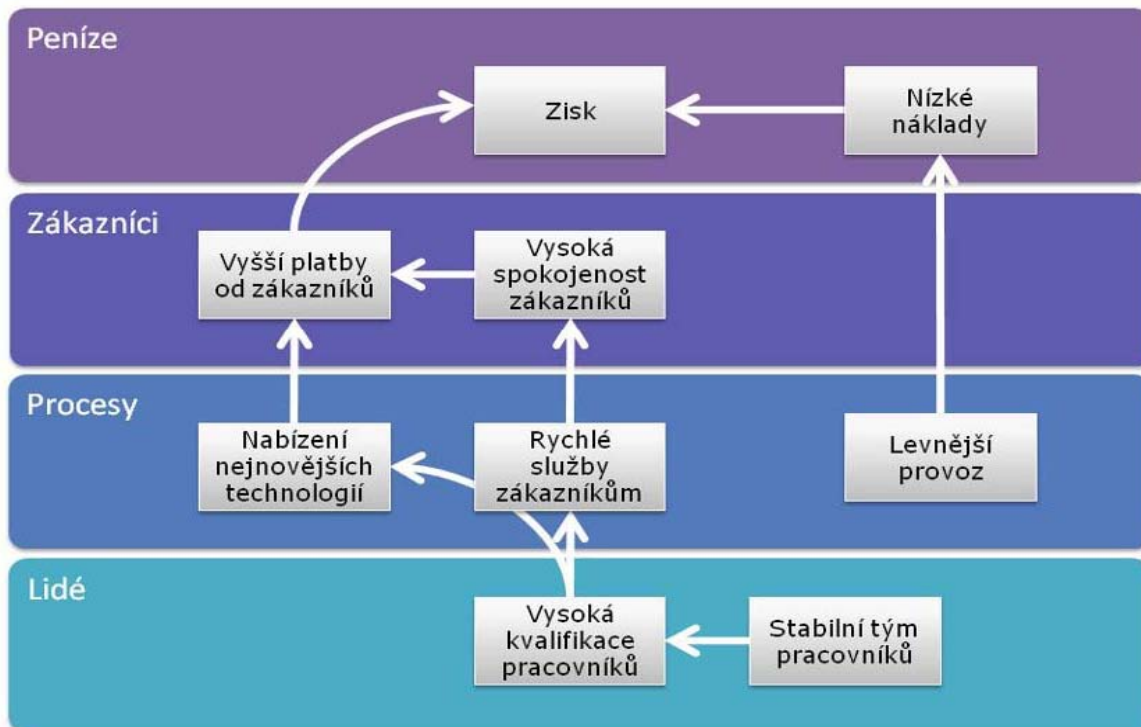 Peníze
Zisk
Nízké
náklady
Zákazníci
Vyšší platby
od zákazníků
Vysoká
spokojenost
zákazníků
Procesy
Nabízení
nejnovějších
technologií
Rychlé
služby
zákazníkům
Levnější
provoz
Lidé
Vysoká
kvalifikace
pracovníků
Stabilní tým
pracovníků